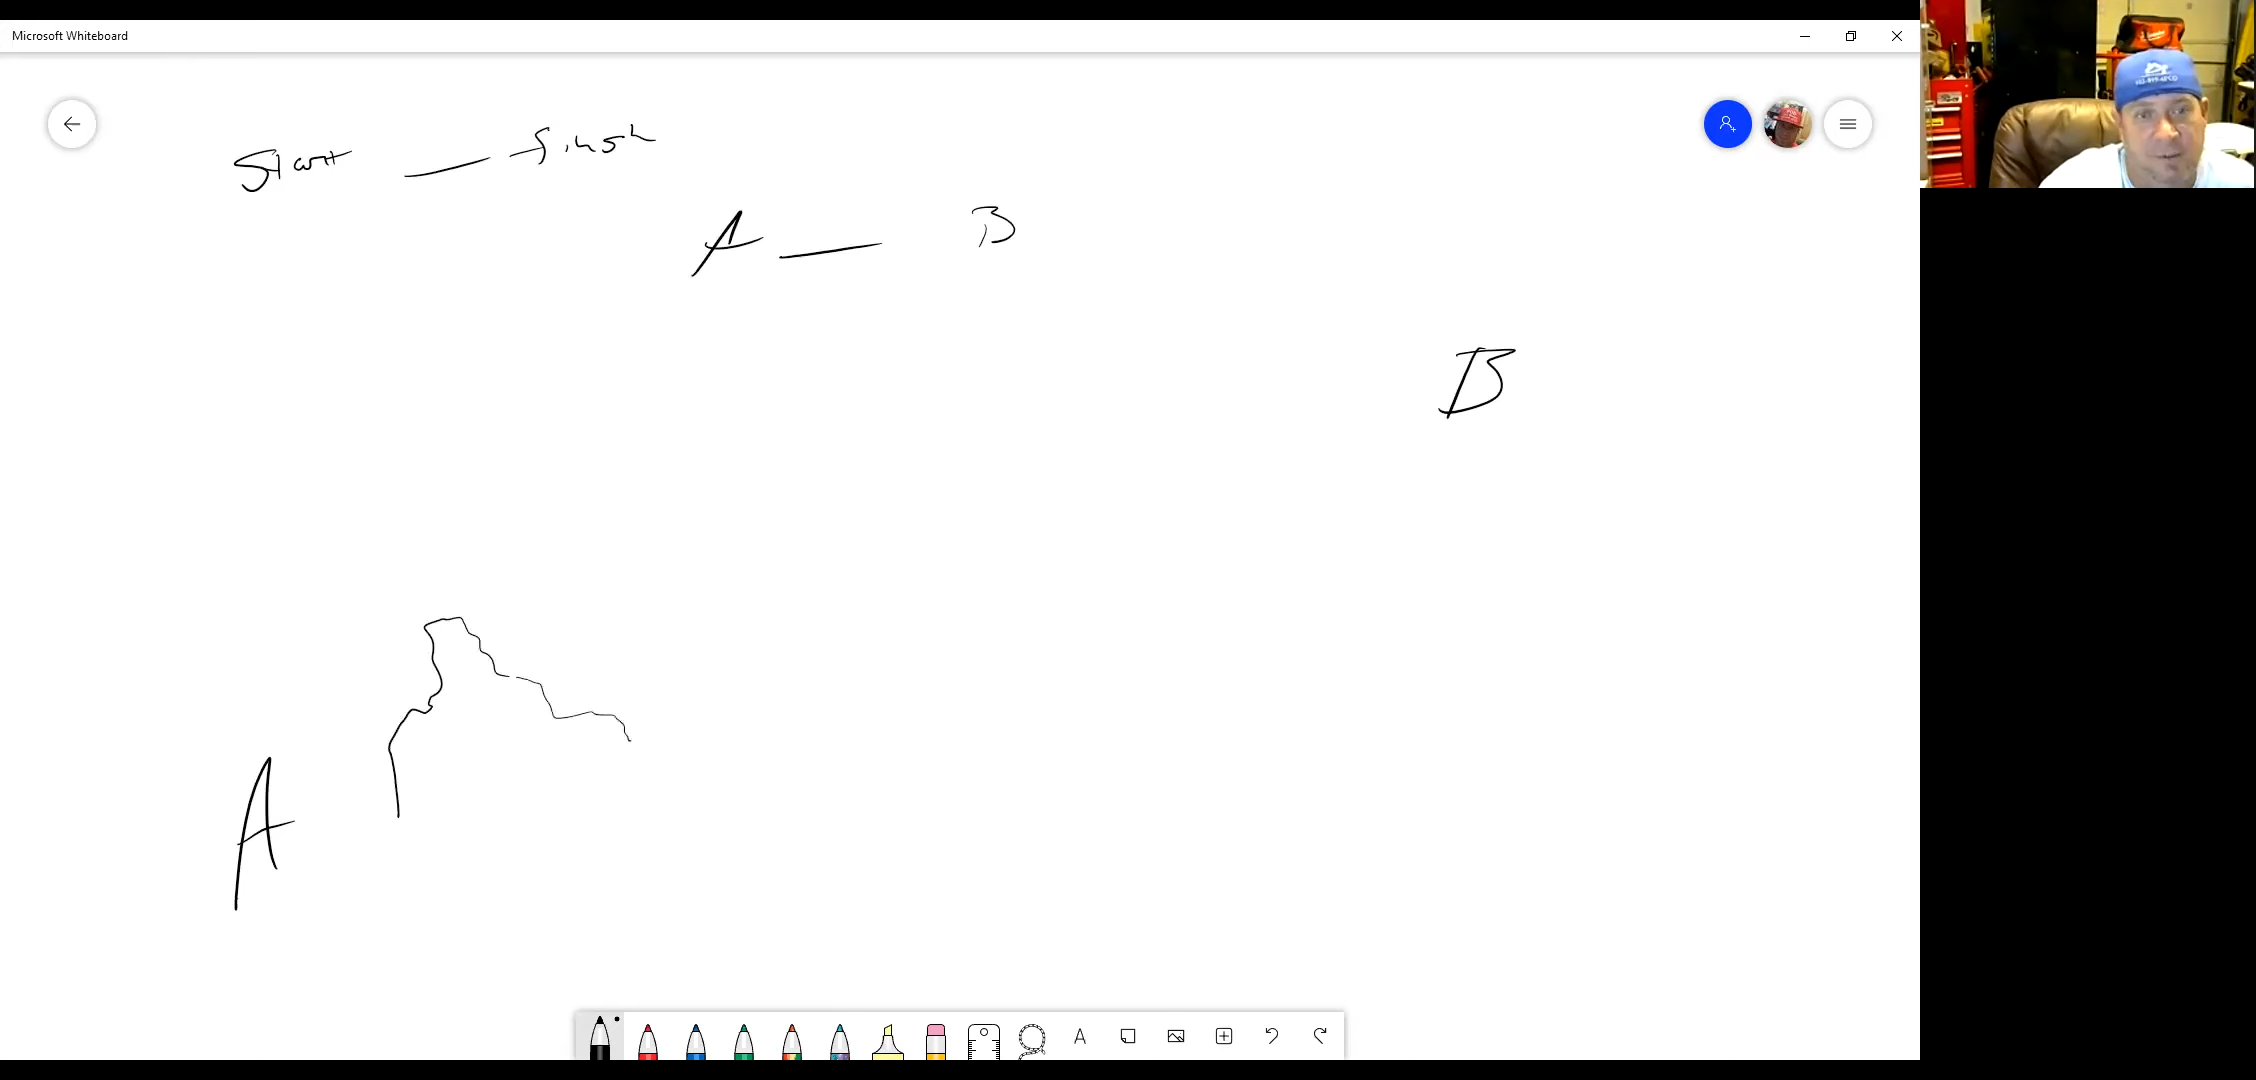 Microsoft Whiteboard
Start — finish
A — B
B
A
A